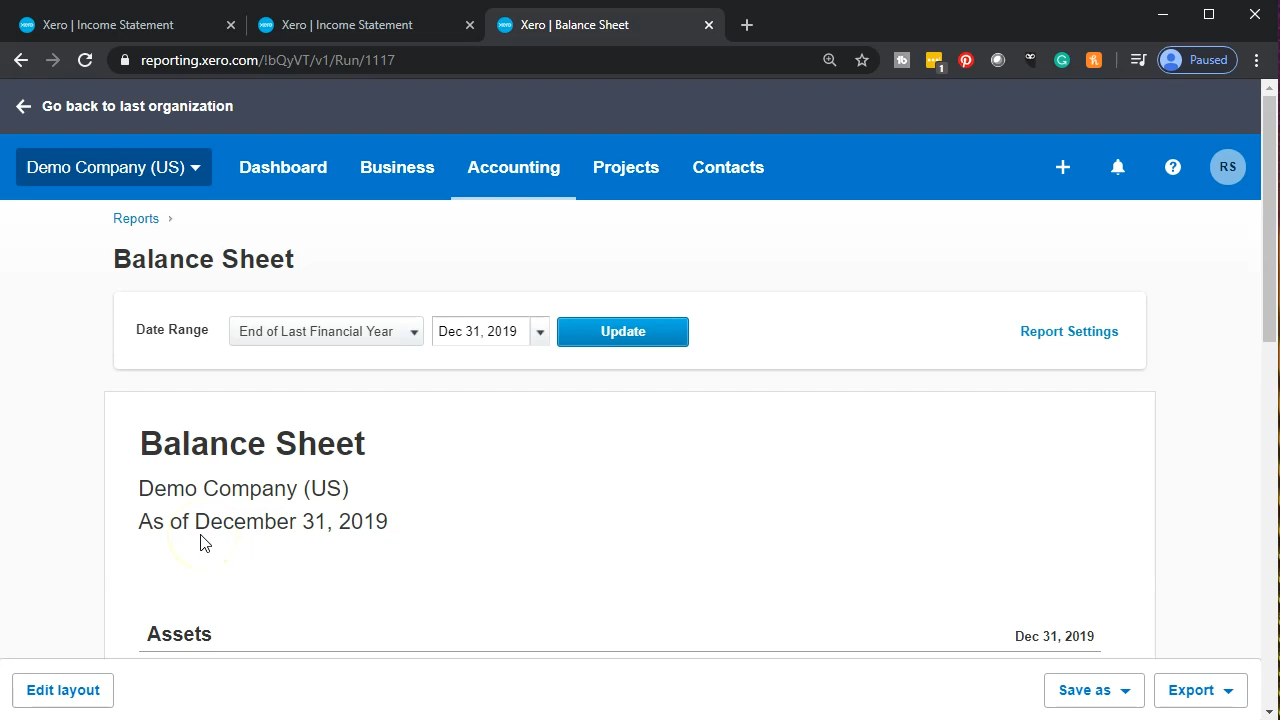 Xero | Income Statement
Xero | Income Statement
Xero | Balance Sheet
reporting.xero.com/!bQyVT/v1/Run/1117
1
Paused
Go back to last organization
Demo Company (US)
Dashboard
Business
Accounting
Projects
Contacts
RS
Reports
Balance Sheet
Date Range
End of Last Financial Year
Dec 31, 2019
Update
Report Settings
Balance Sheet
Demo Company (US)
As of December 31, 2019
Assets
Dec 31, 2019
Edit layout
Save as
Export